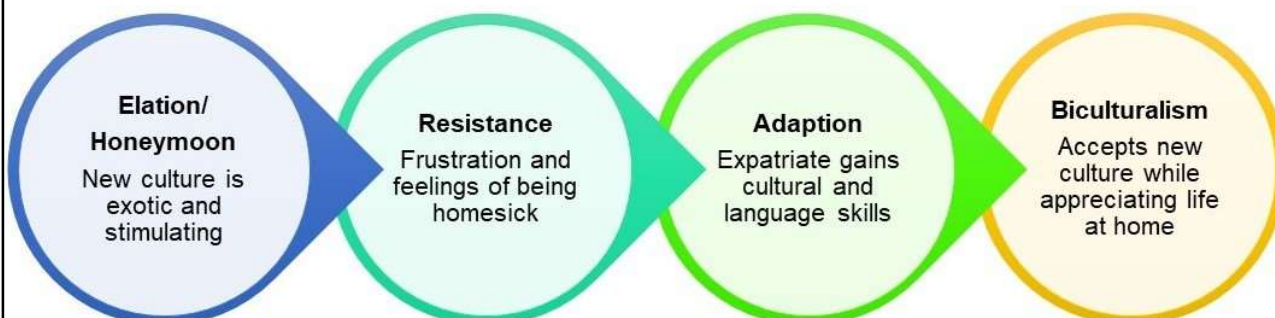 Elation/
Honeymoon
New culture is
exotic and
stimulating
Resistance
Frustration and
feelings of being
homesick
Adaption
Expatriate gains
cultural and
language skills
Biculturalism
Accepts new
culture while
appreciating life
at home